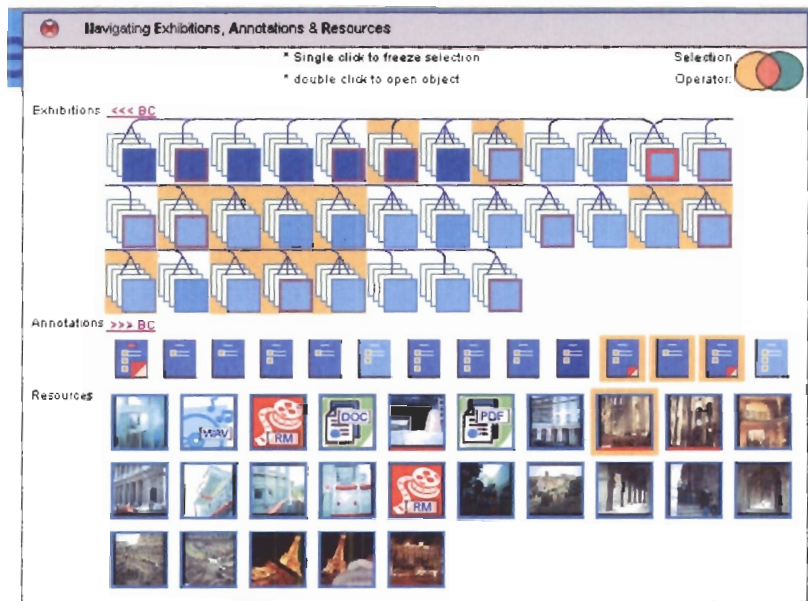 Navigating Exhibitions, Annotations & Resources
* Single click to freeze selection
* double click to open object
Selection
Operator:
Exhibitions <<< BC
Annotations >>> BC
Resources
WAV
RM
DOC
PDF
RM